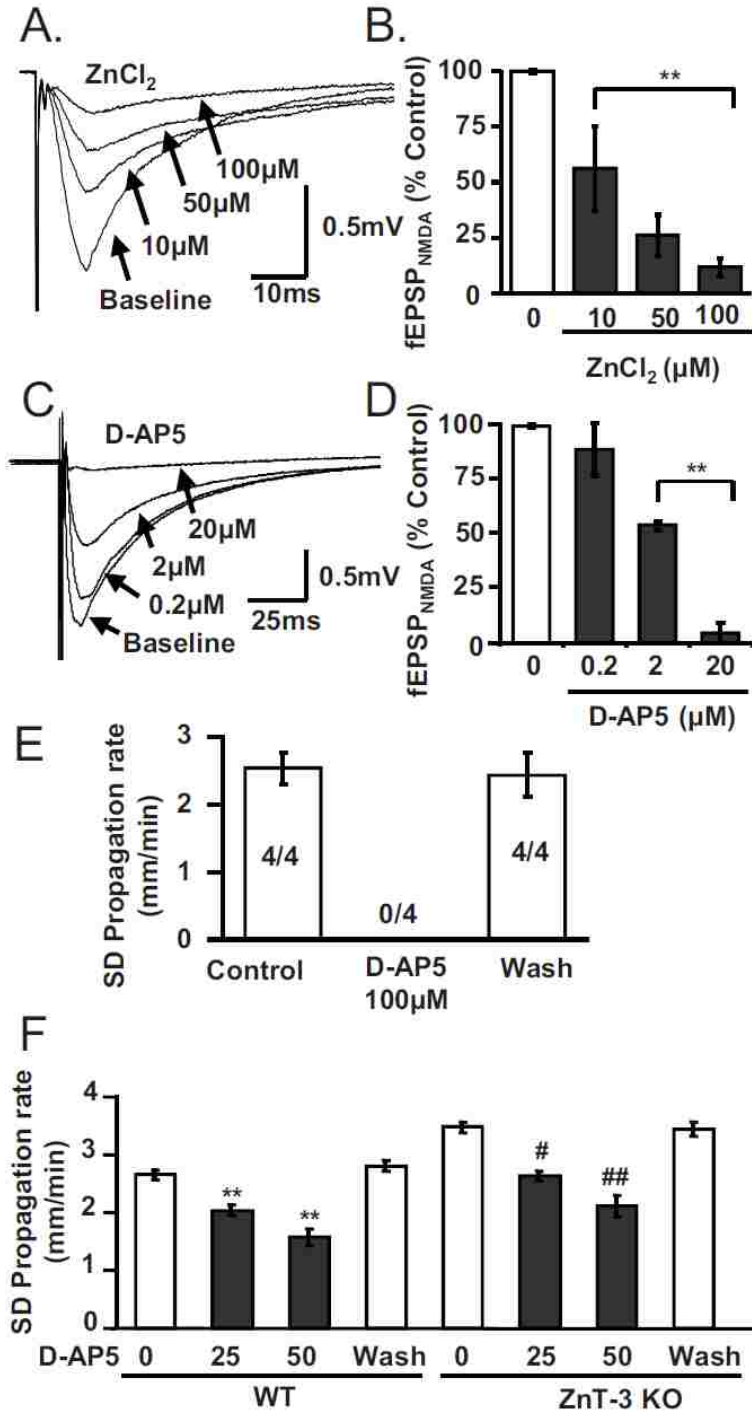 A.
ZnCl2
100µM
50µM
10µM
Baseline
0.5mV
10ms
B.
fEPSPNMDA (% Control)
100
75
50
25
0
**
0 10 50 100
ZnCl2 (µM)
C
D-AP5
20µM
2µM
0.2µM
Baseline
0.5mV
25ms
D
fEPSPNMDA (% Control)
100
75
50
25
0
**
0 0.2 2 20
D-AP5 (µM)
E
SD Propagation rate
(mm/min)
3
2
1
0
4/4
0/4
4/4
Control D-AP5 Wash
100µM
F
SD Propagation rate
(mm/min)
4
3
2
1
0
** ** # ##
D-AP5 0 25 50 Wash 0 25 50 Wash
WT ZnT-3 KO